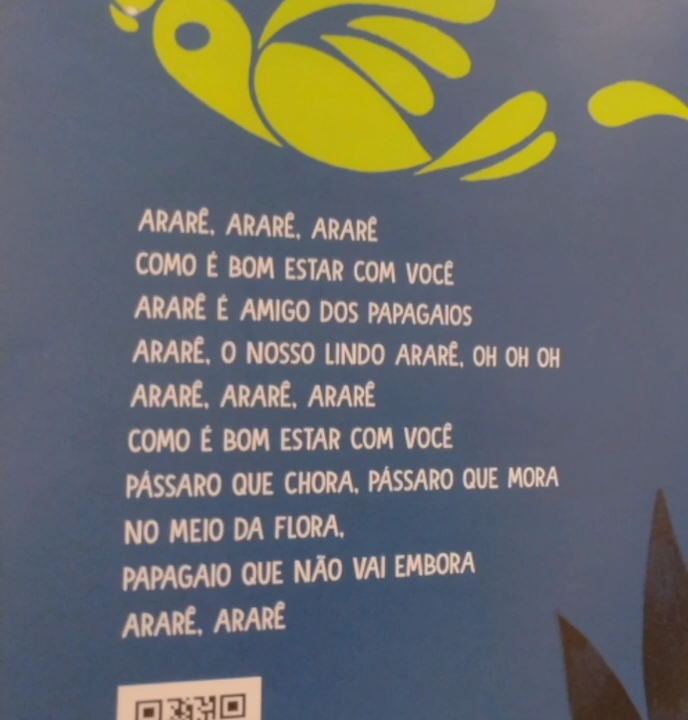 ARARÊ, ARARÊ, ARARÊ
COMO É BOM ESTAR COM VOCÊ
ARARÊ É AMIGO DOS PAPAGAIOS
ARARÊ, O NOSSO LINDO ARARÊ, OH OH OH
ARARÊ, ARARÊ, ARARÊ
COMO É BOM ESTAR COM VOCÊ
PÁSSARO QUE CHORA, PÁSSARO QUE MORA
NO MEIO DA FLORA,
PAPAGAIO QUE NÃO VAI EMBORA
ARARÊ, ARARÊ